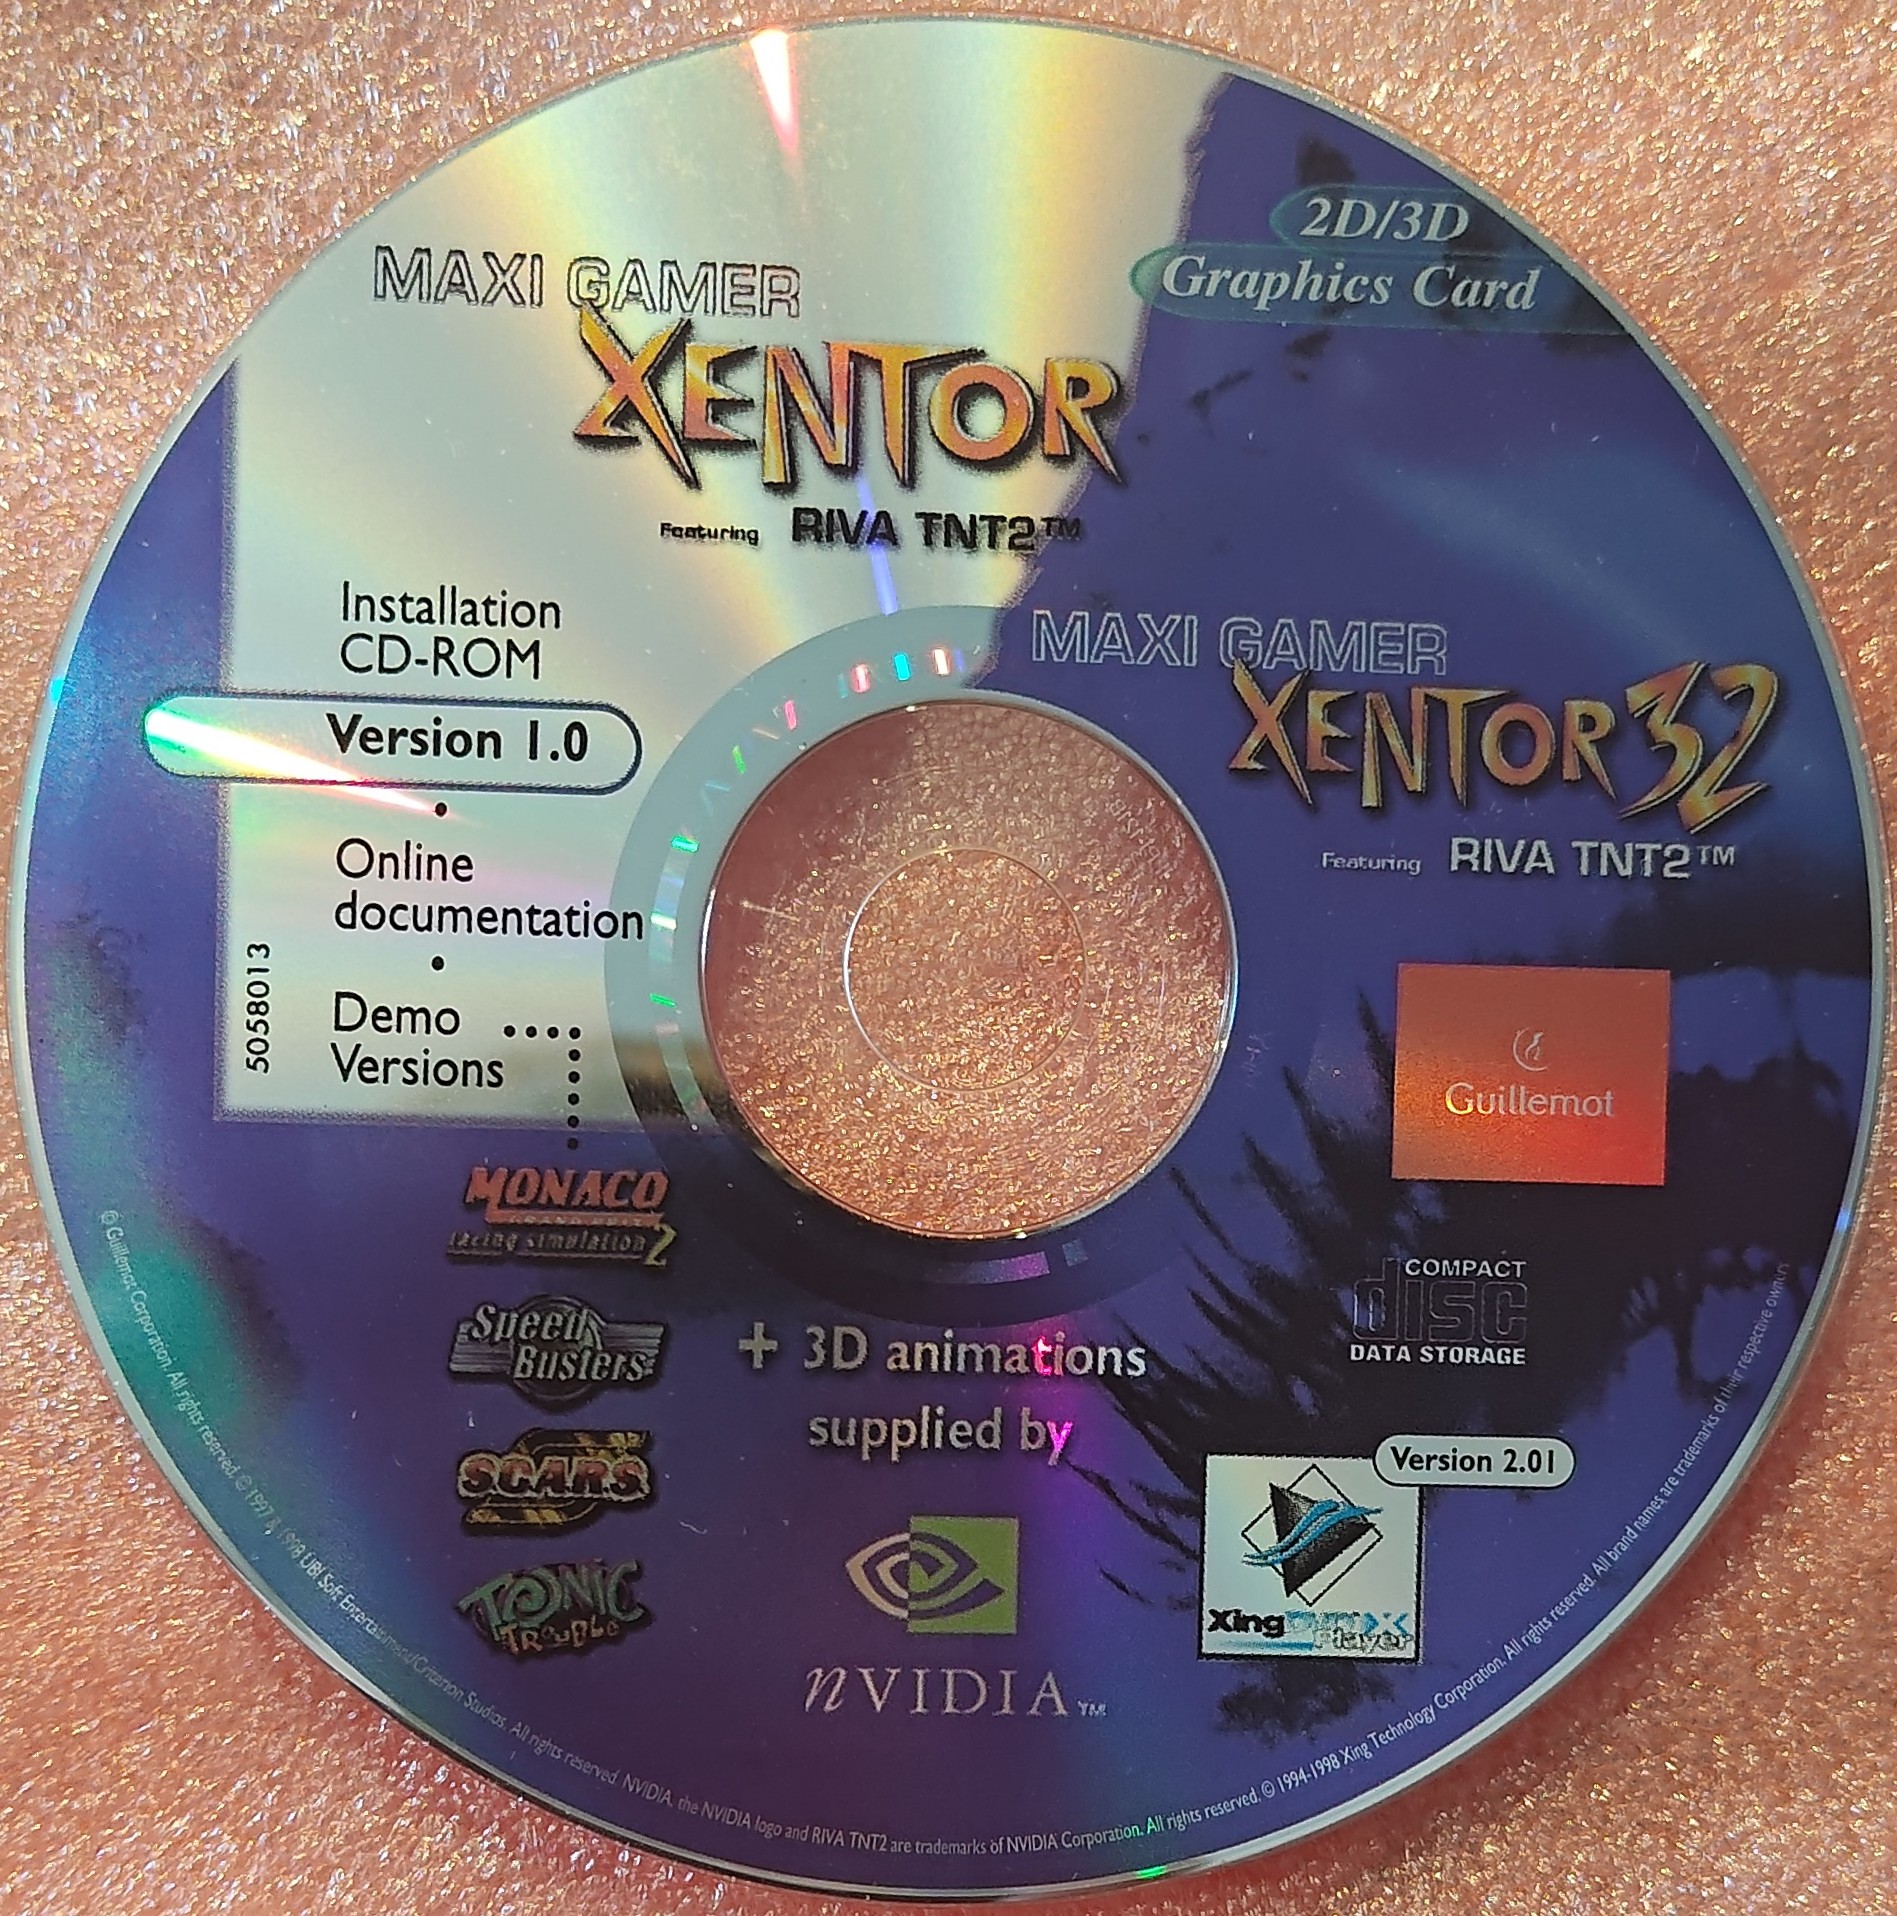 2D/3D
Graphics Card
MAXI GAMER
XENTOR
Featuring RIVA TNT2™
Installation
CD-ROM
Version 1.0
•
Online
documentation
•
Demo
Versions
5058013
MAXI GAMER
XENTOR 32
Featuring RIVA TNT2™
Guillemot
COMPACT
disc
DATA STORAGE
MONACO
racing simulation 2
Speed
Busters
SCARS
TONIC
TROUBLE
+ 3D animations
supplied by
nVIDIA™
Version 2.01
Xing
Player
© Guillemot Corporation. All rights reserved. © 1997 & 1998 UBI Soft Entertainment/Criterion Studios. All rights reserved. NVIDIA, the NVIDIA logo and RIVA TNT2 are trademarks of NVIDIA Corporation. All rights reserved. © 1994-1998 Xing Technology Corporation. All rights reserved. All brand names are trademarks of their respective owners